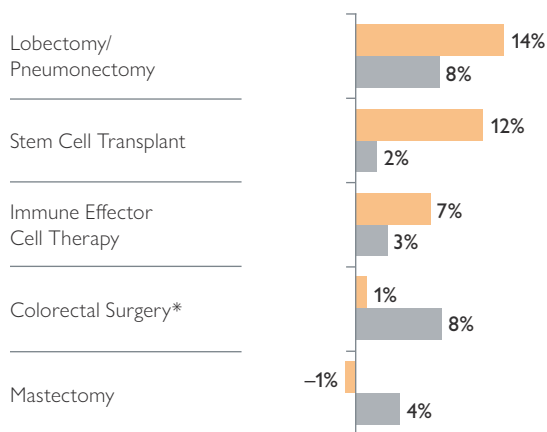 Lobectomy/
Pneumonectomy
14%
8%
Stem Cell Transplant
12%
2%
Immune Effector
Cell Therapy
7%
3%
Colorectal Surgery*
1%
8%
Mastectomy
–1%
4%